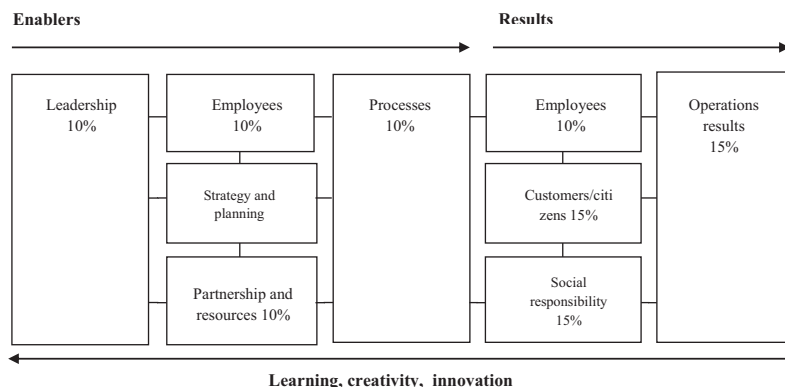 Enablers
Results
Leadership
10%
Employees
10%
Processes
10%
Employees
10%
Operations
results
15%
Strategy and
planning
Customers/citi
zens 15%
Partnership and
resources 10%
Social
responsibility
15%
Learning, creativity, innovation